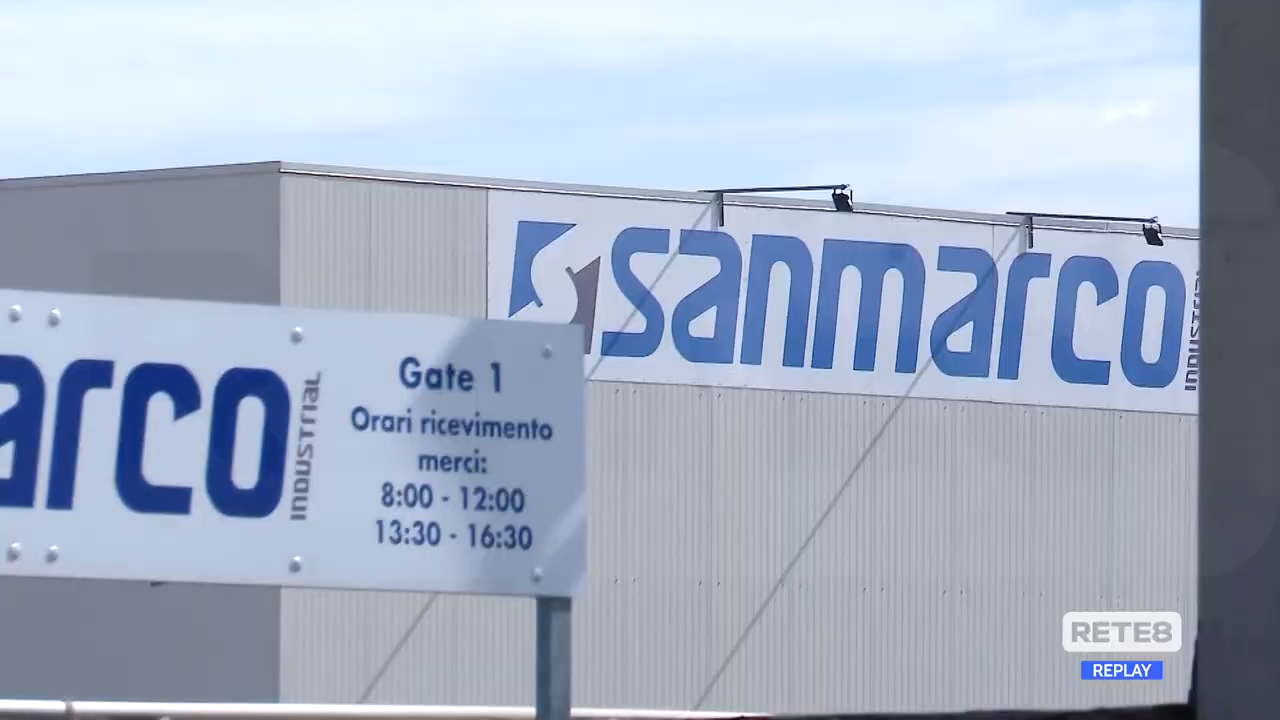 sanmarco
INDUSTRIAL
arco
INDUSTRIAL
Gate 1
Orari ricevimento
merci:
8:00 - 12:00
13:30 - 16:30
RETE8
REPLAY